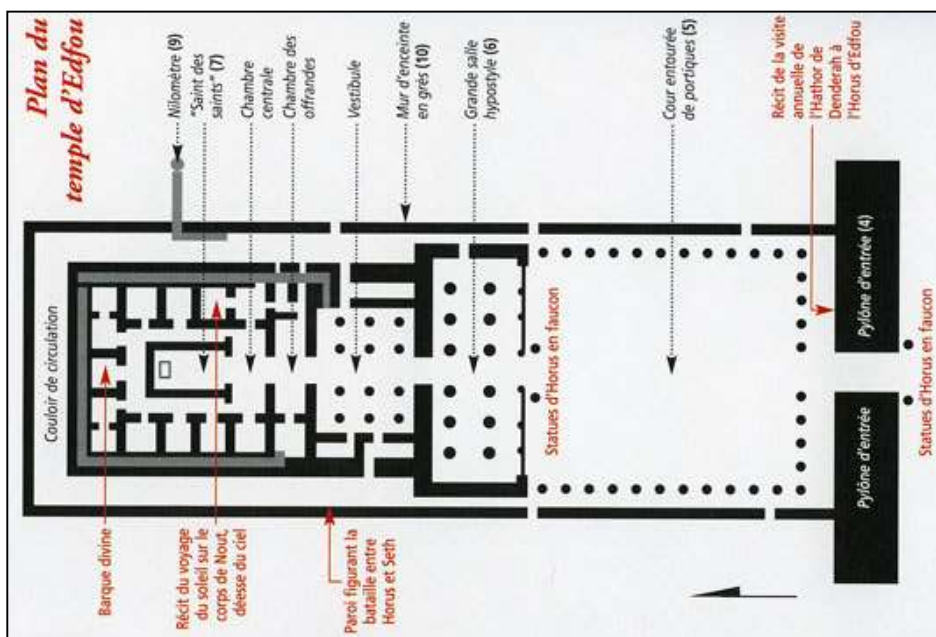 Plan du
temple d'Edfou
Nilomètre (9)
"Saint des
saints" (7)
Chambre
centrale
Chambre des
offrandes
Vestibule
Mur d'enceinte
en grès (10)
Grande salle
hypostyle (6)
Cour entourée
de portiques (5)
Récit de la visite
annuelle de
l'Hathor de
Denderah à
l'Horus d'Edfou
Couloir de circulation
Statues d'Horus en faucon
Pylône d'entrée (4)
Pylône d'entrée
Statues d'Horus en faucon
Barque divine
Récit du voyage
du soleil sur le
corps de Nout,
déesse du ciel
Paroi figurant la
bataille entre
Horus et Seth